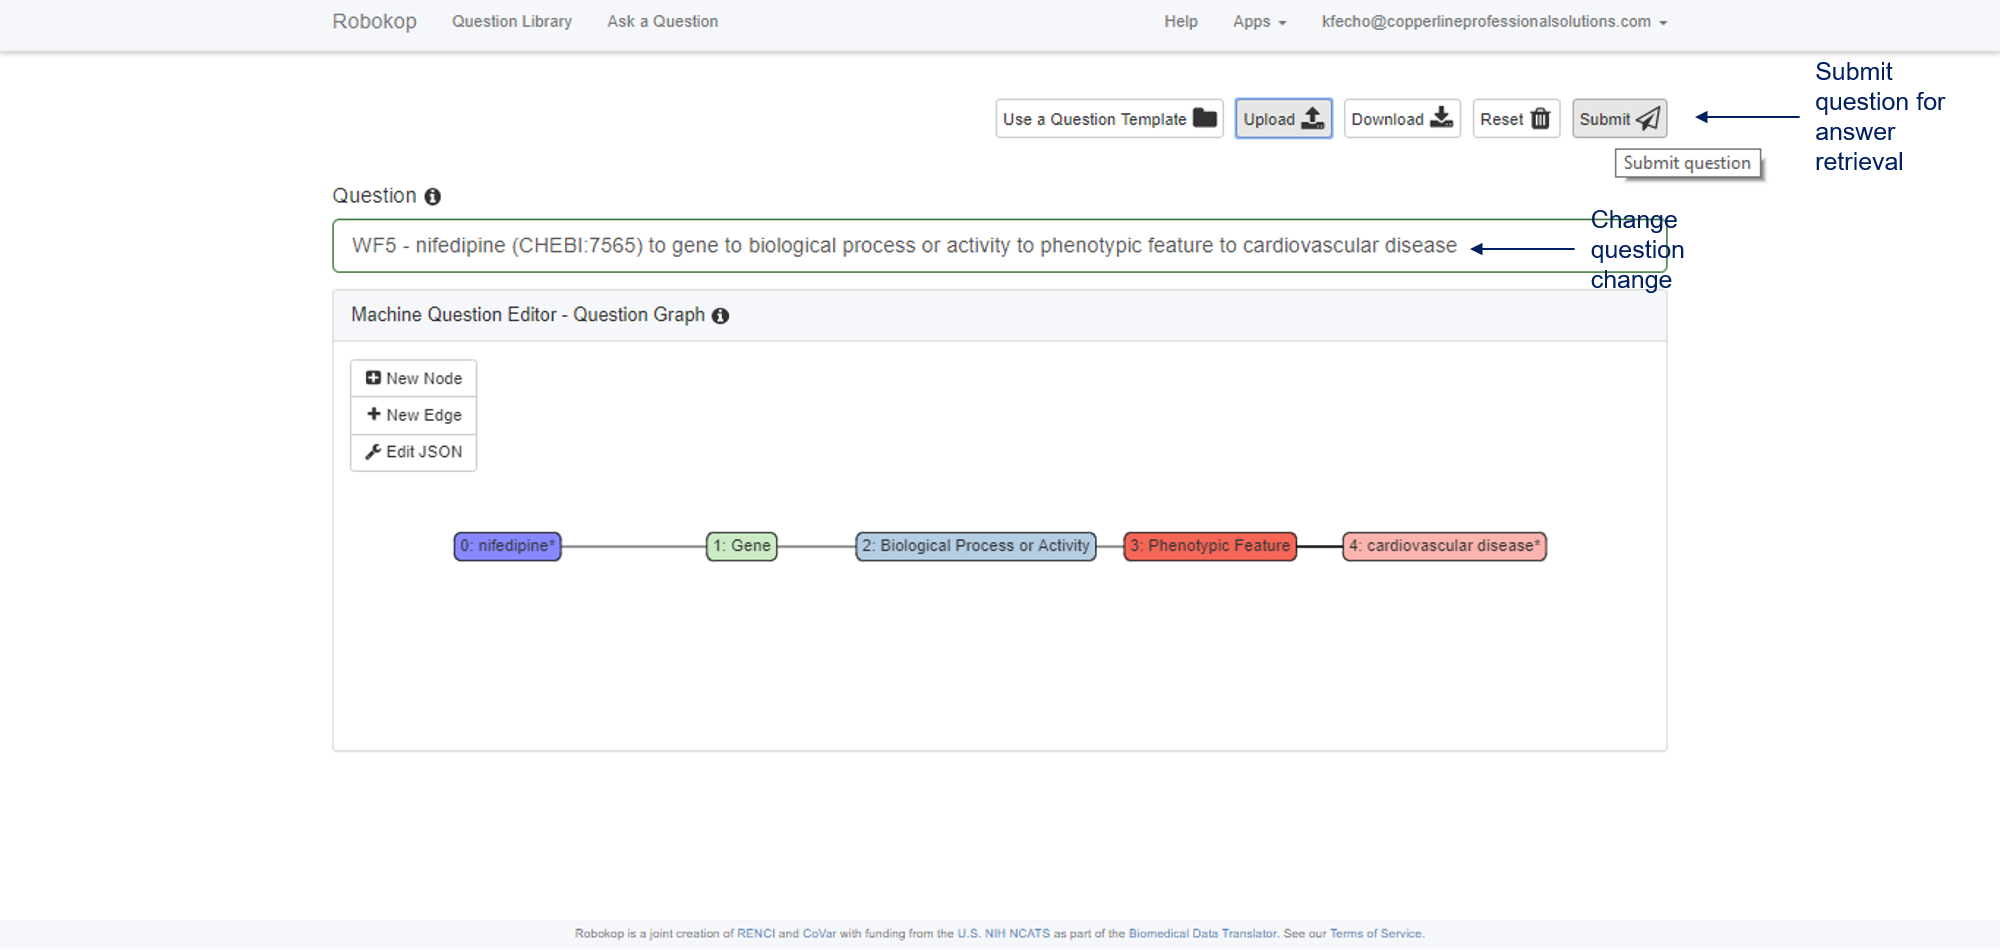 Robokop Question Library Ask a Question Help Apps kfecho@copperlineprofessionalsolutions.com
Use a Question Template Upload Download Reset Submit
Submit
question for
answer
retrieval
Submit question
Question
WF5 - nifedipine (CHEBI:7565) to gene to biological process or activity to phenotypic feature to cardiovascular disease
Change
question
change
Machine Question Editor - Question Graph
New Node
New Edge
Edit JSON
0: nifedipine* 1: Gene 2: Biological Process or Activity 3: Phenotypic Feature 4: cardiovascular disease*
Robokop is a joint creation of RENCI and CoVar with funding from the U.S. NIH NCATS as part of the Biomedical Data Translator. See our Terms of Service.